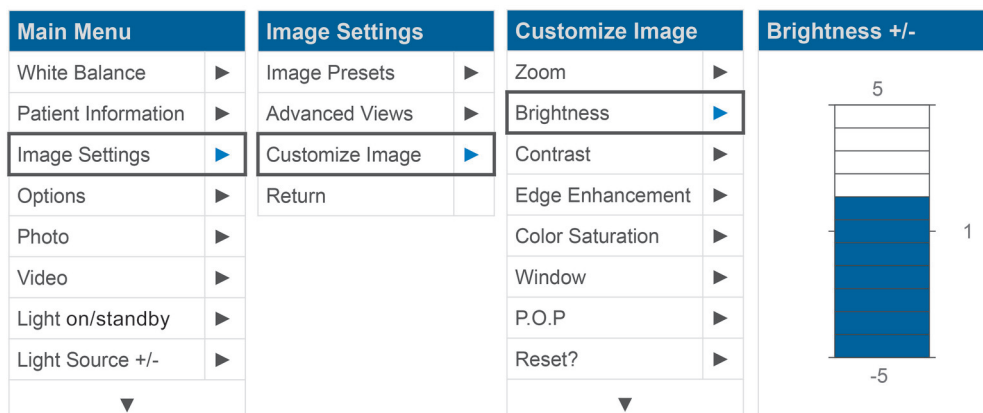 Main Menu
White Balance
Patient Information
Image Settings
Options
Photo
Video
Light on/standby
Light Source +/-
Image Settings
Image Presets
Advanced Views
Customize Image
Return
Customize Image
Zoom
Brightness
Contrast
Edge Enhancement
Color Saturation
Window
P.O.P
Reset?
Brightness +/-
5
1
-5